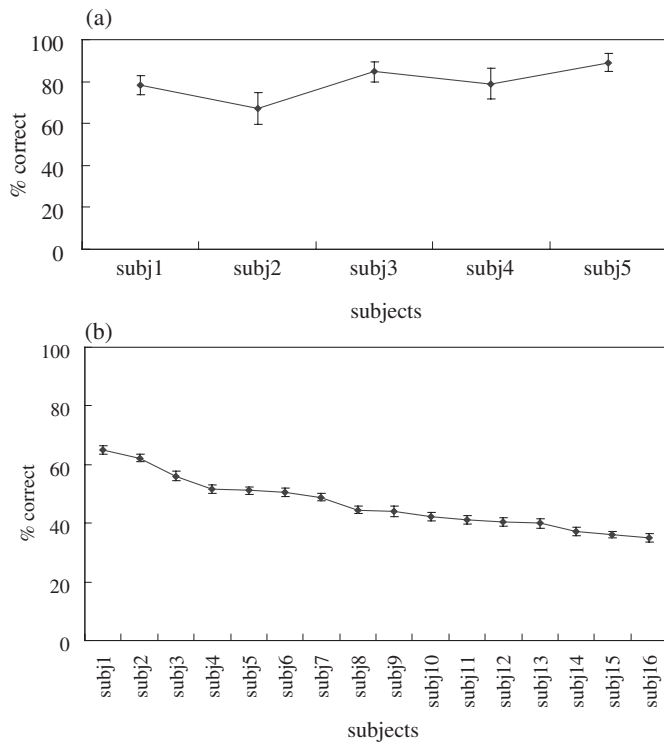 (a)
100
80
60
40
20
0
% correct
subj1 subj2 subj3 subj4 subj5
subjects
(b)
100
80
60
40
20
0
% correct
subj1 subj2 subj3 subj4 subj5 subj6 subj7 subj8 subj9 subj10 subj11 subj12 subj13 subj14 subj15 subj16
subjects